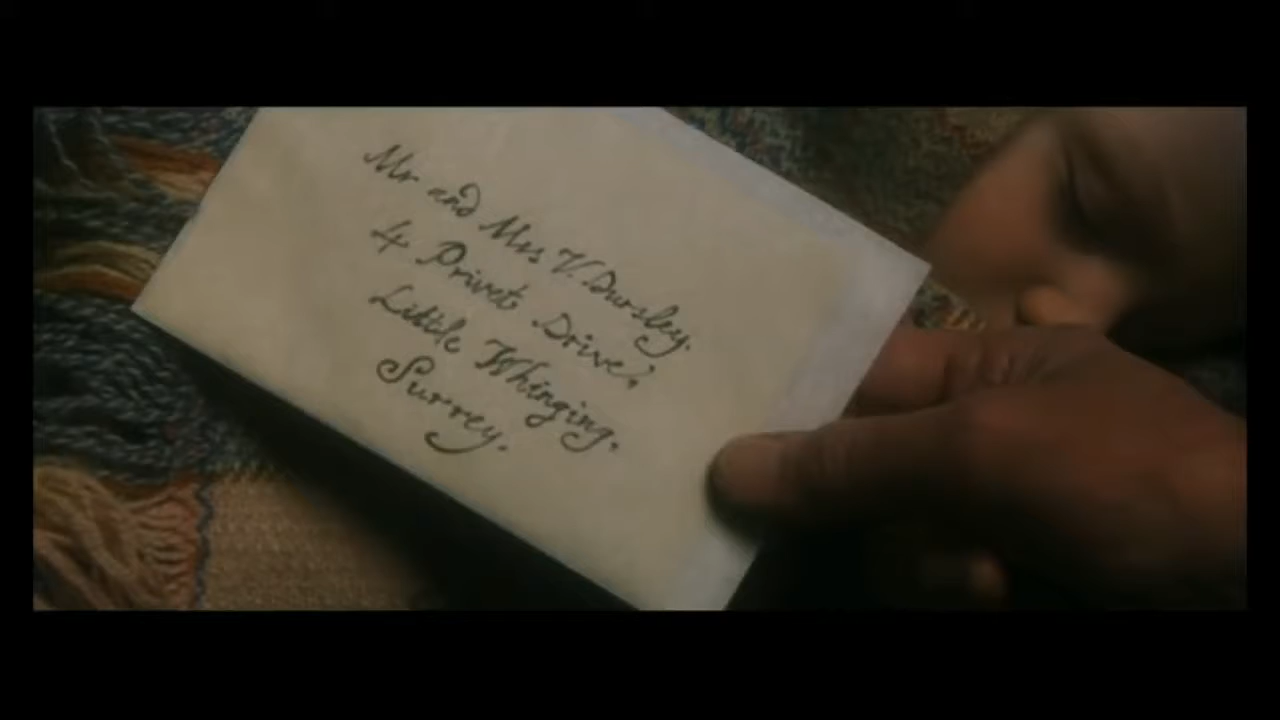 Mr and Mrs V. Dursley.
4 Privet Drive,
Little Whinging.
Surrey.